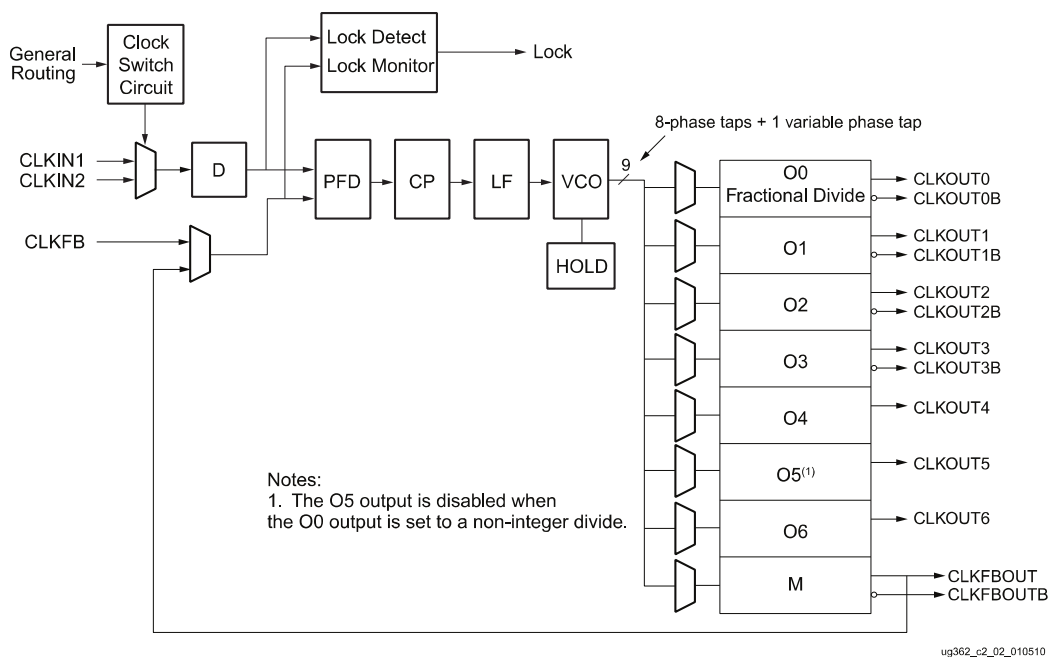 General
Routing
Clock
Switch
Circuit
Lock Detect
Lock Monitor
Lock
8-phase taps + 1 variable phase tap
CLKIN1
CLKIN2
D
PFD
CP
LF
VCO
9
CLKFB
HOLD
O0
Fractional Divide
CLKOUT0
CLKOUT0B
O1
CLKOUT1
CLKOUT1B
O2
CLKOUT2
CLKOUT2B
O3
CLKOUT3
CLKOUT3B
O4
CLKOUT4
O5(1)
CLKOUT5
O6
CLKOUT6
M
CLKFBOUT
CLKFBOUTB
Notes:
1. The O5 output is disabled when
the O0 output is set to a non-integer divide.
ug362_c2_02_010510